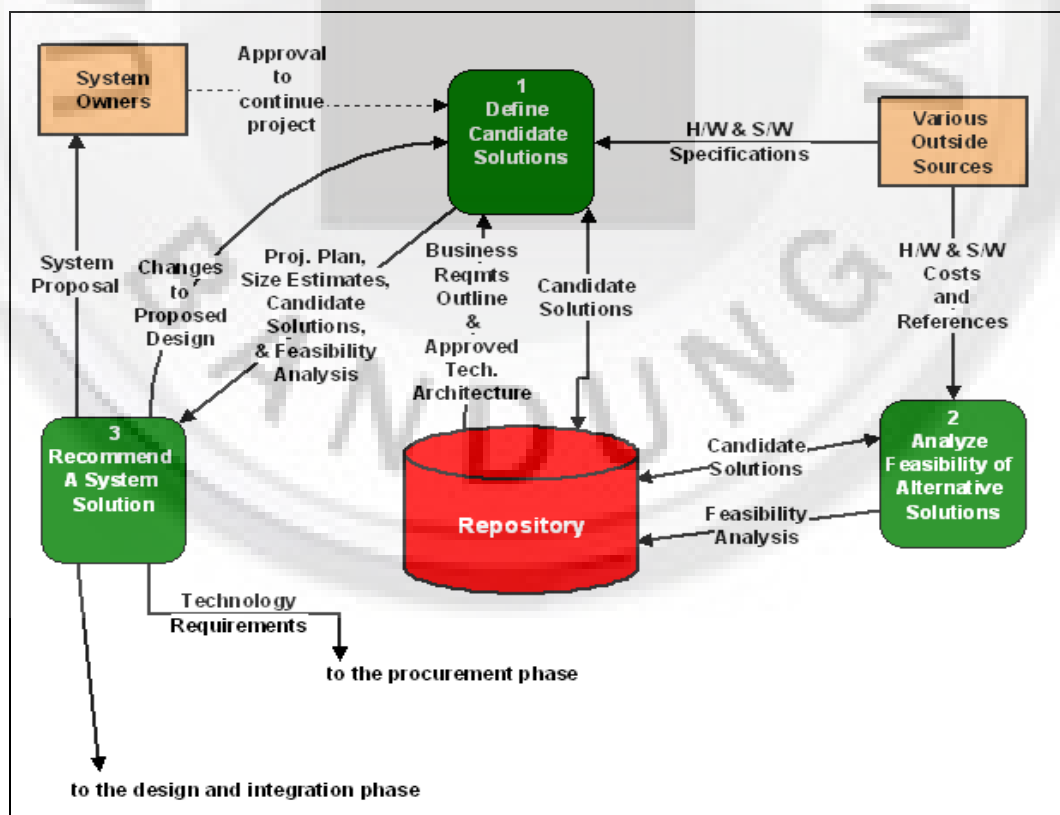 System
Owners
Approval
to
continue
project
1
Define
Candidate
Solutions
H/W & S/W
Specifications
Various
Outside
Sources
System
Proposal
Changes
to
Proposed
Design
Proj. Plan,
Size Estimates,
Candidate
Solutions,
& Feasibility
Analysis
Business
Reqmts
Outline
&
Approved
Tech.
Architecture
Candidate
Solutions
H/W & S/W
Costs
and
References
3
Recommend
A System
Solution
Repository
Candidate
Solutions
Feasibility
Analysis
2
Analyze
Feasibility of
Alternative
Solutions
Technology
Requirements
to the procurement phase
to the design and integration phase